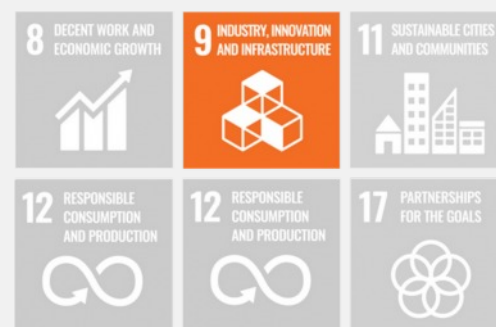 8 DECENT WORK AND
ECONOMIC GROWTH
9 INDUSTRY, INNOVATION
AND INFRASTRUCTURE
11 SUSTAINABLE CITIES
AND COMMUNITIES
12 RESPONSIBLE
CONSUMPTION
AND PRODUCTION
12 RESPONSIBLE
CONSUMPTION
AND PRODUCTION
17 PARTNERSHIPS
FOR THE GOALS